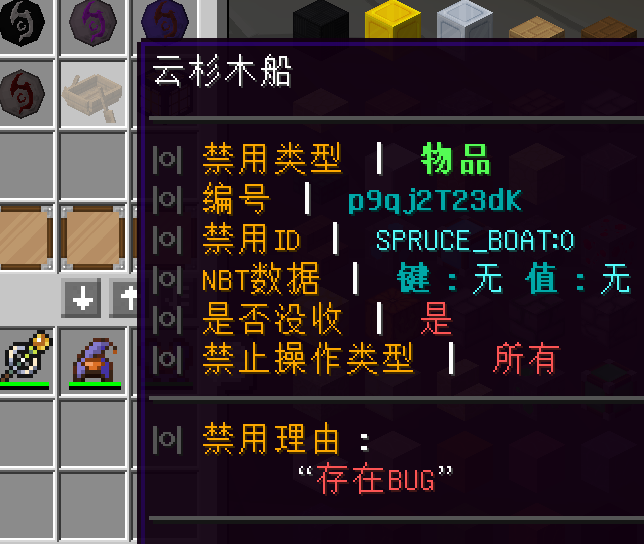 云杉木船
禁用类型 | 物品
编号 | p9qj2T23dK
禁用ID | SPRUCE_BOAT:0
NBT数据 | 键 : 无 值 : 无
是否没收 | 是
禁止操作类型 | 所有
禁用理由 :
“存在BUG”